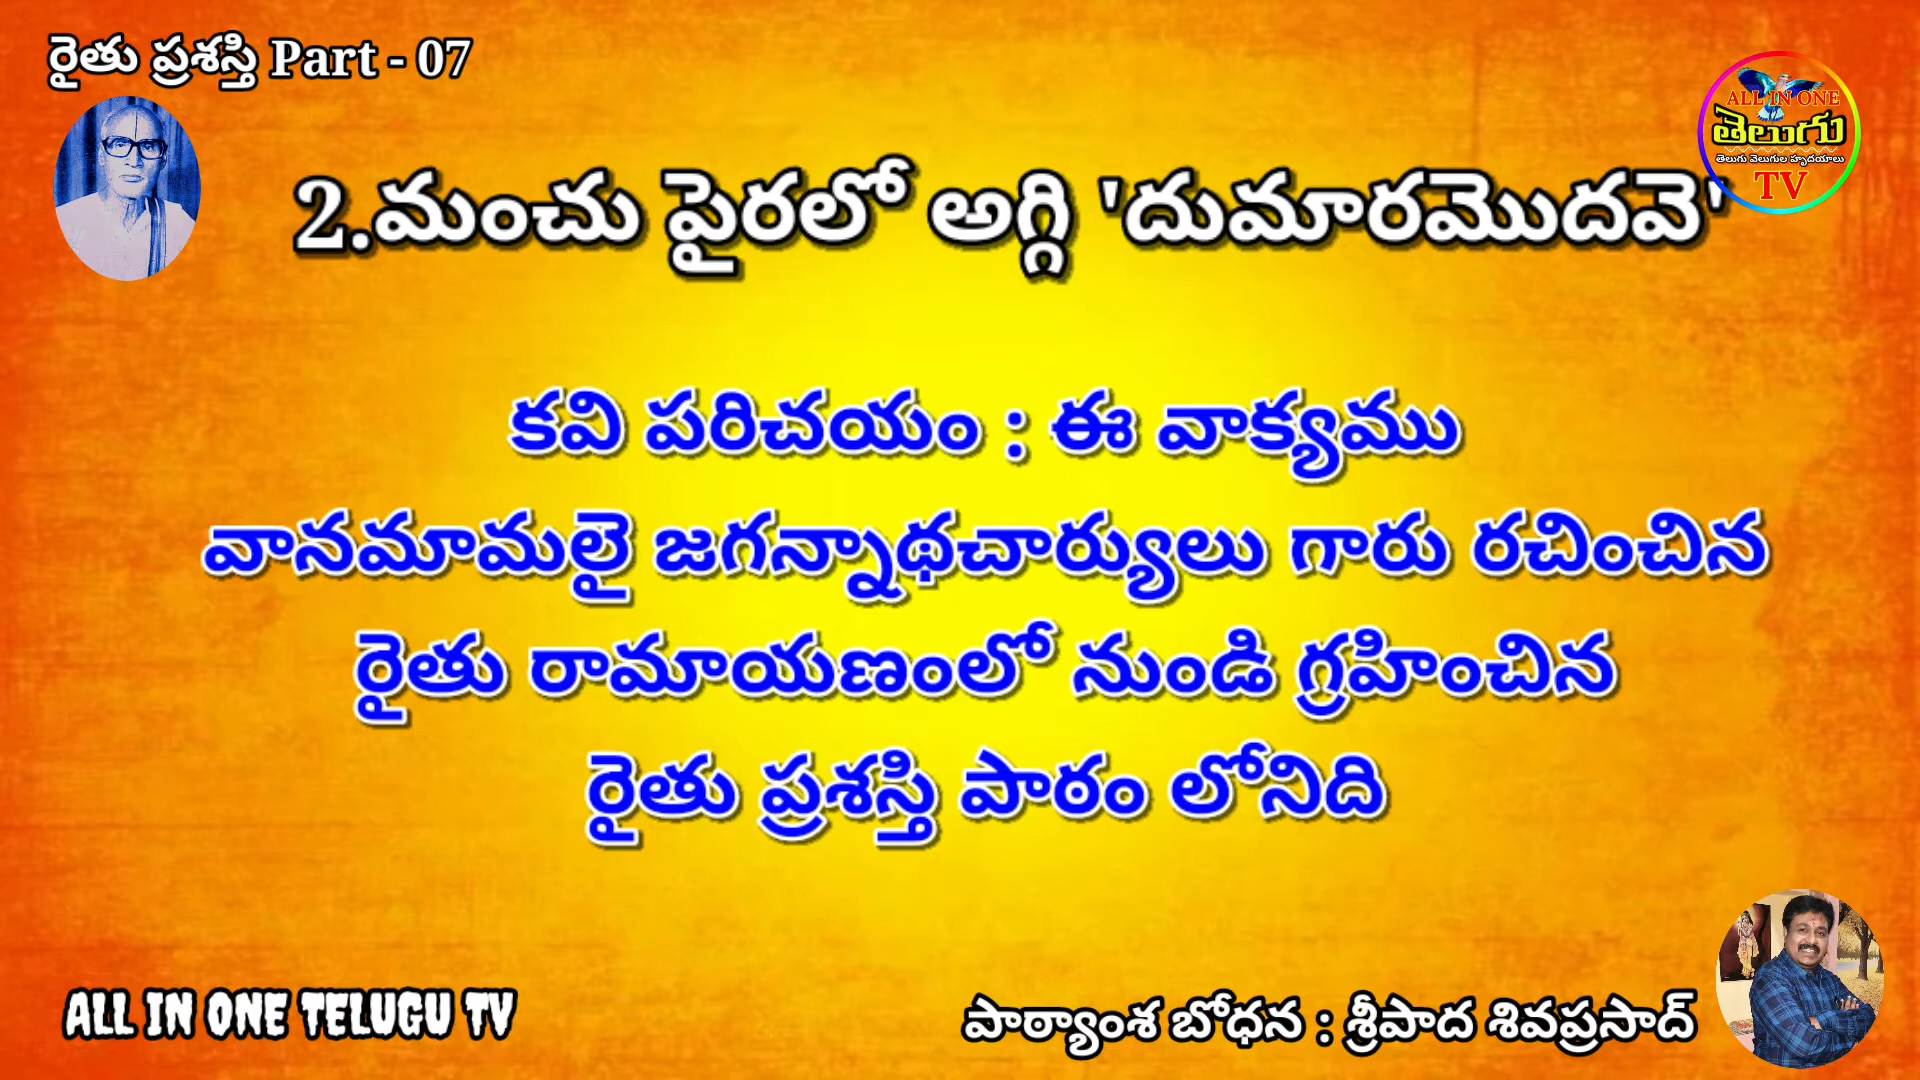 రైతు ప్రశస్తి Part - 07
ALL IN ONE
తెలుగు
తెలుగు వెలుగుల హృదయాలు
TV
2.మంచు పైరలో అగ్గి 'దుమారమొదవె'
కవి పరిచయం : ఈ వాక్యము
వానమామలై జగన్నాథచార్యులు గారు రచించిన
రైతు రామాయణంలో నుండి గ్రహించిన
రైతు ప్రశస్తి పాఠం లోనిది
ALL IN ONE TELUGU TV
పాఠ్యాంశ బోధన : శ్రీపాద శివప్రసాద్